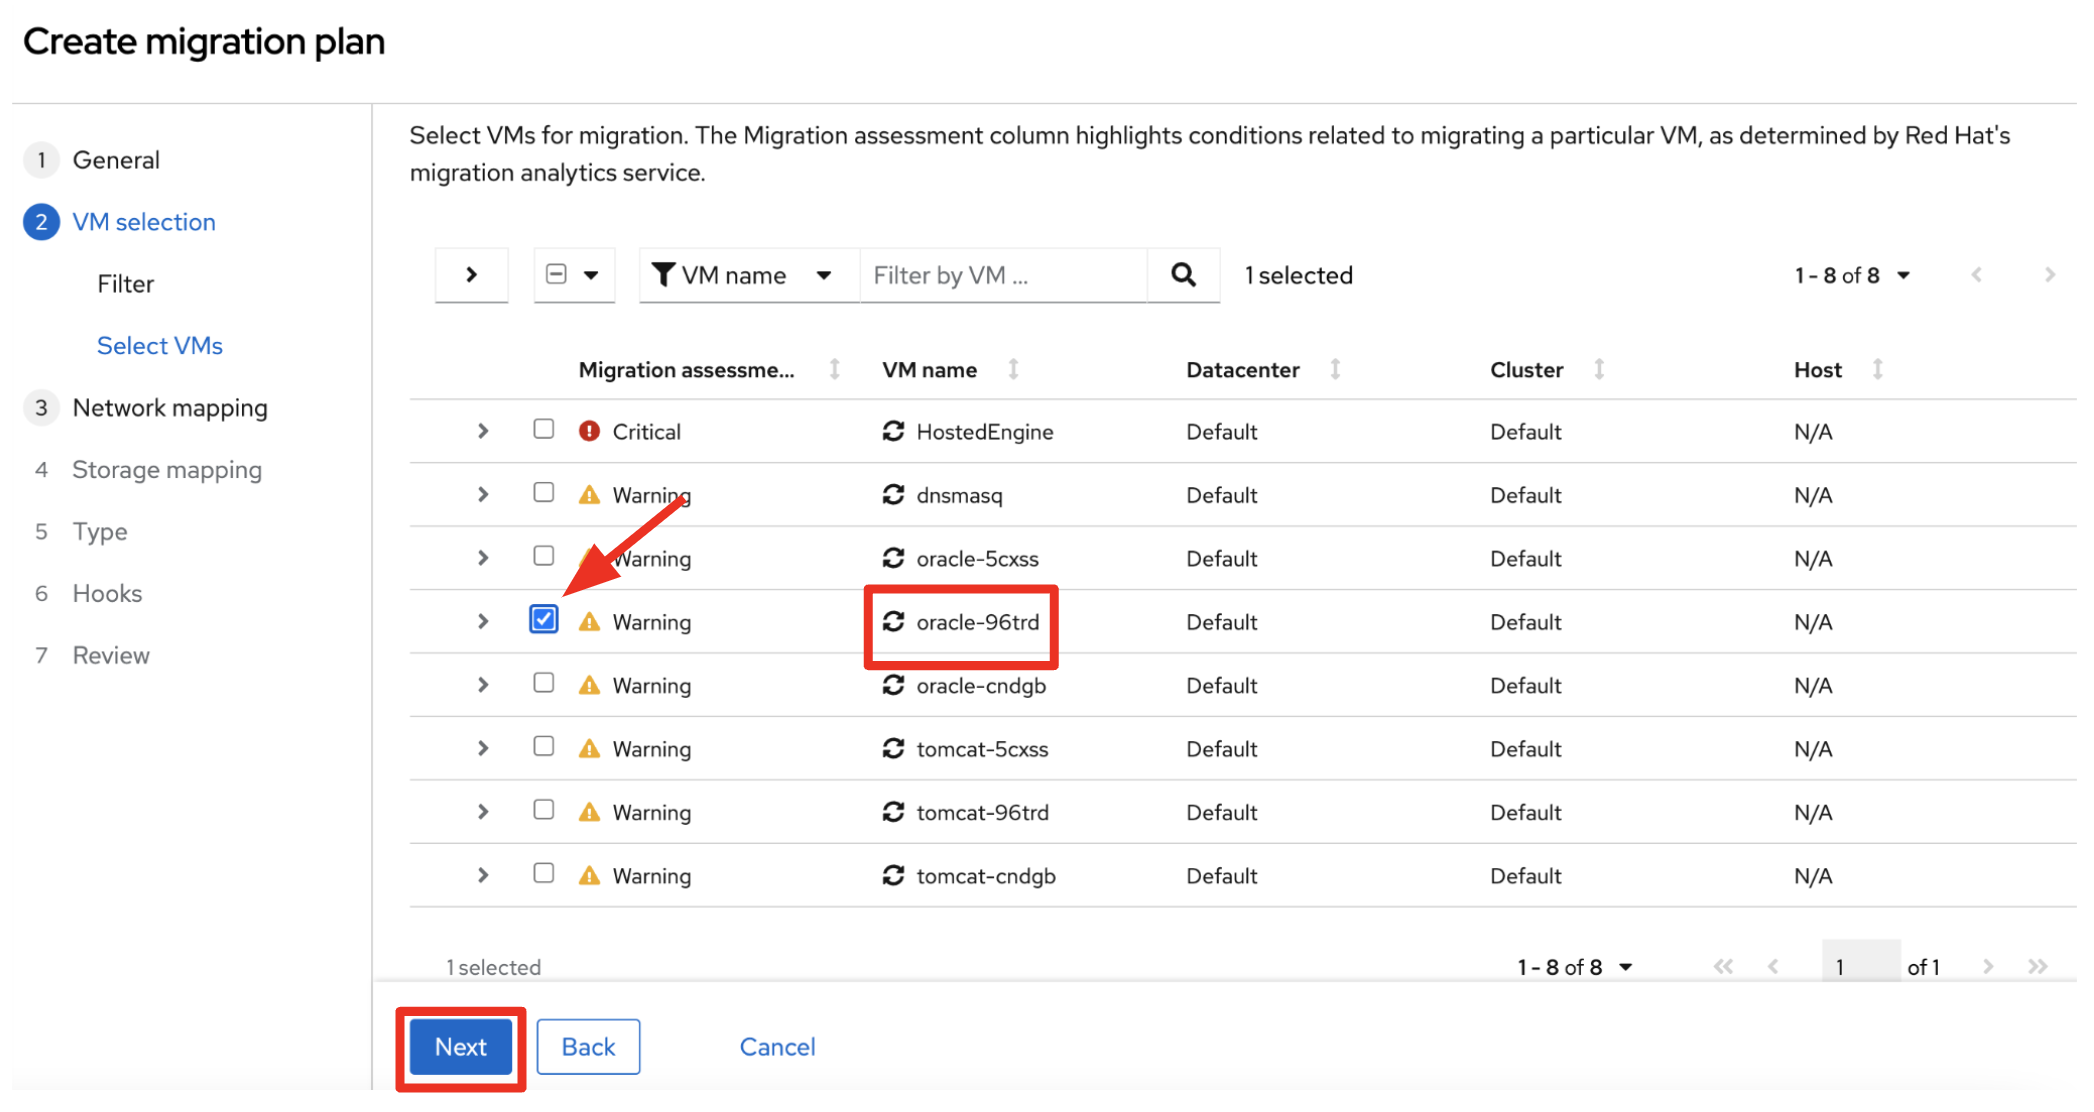 Create migration plan
1 General
2 VM selection
Filter
Select VMs
3 Network mapping
4 Storage mapping
5 Type
6 Hooks
7 Review
Select VMs for migration. The Migration assessment column highlights conditions related to migrating a particular VM, as determined by Red Hat's
migration analytics service.
VM name Filter by VM ... 1 selected 1 - 8 of 8
Migration assessme... VM name Datacenter Cluster Host
Critical HostedEngine Default Default N/A
Warning dnsmasq Default Default N/A
Warning oracle-5cxss Default Default N/A
Warning oracle-96trd Default Default N/A
Warning oracle-cndgb Default Default N/A
Warning tomcat-5cxss Default Default N/A
Warning tomcat-96trd Default Default N/A
Warning tomcat-cndgb Default Default N/A
1 selected 1 - 8 of 8 1 of 1
Next Back Cancel